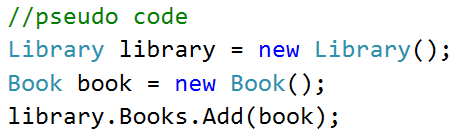 //pseudo code
Library library = new Library();
Book book = new Book();
library.Books.Add(book);